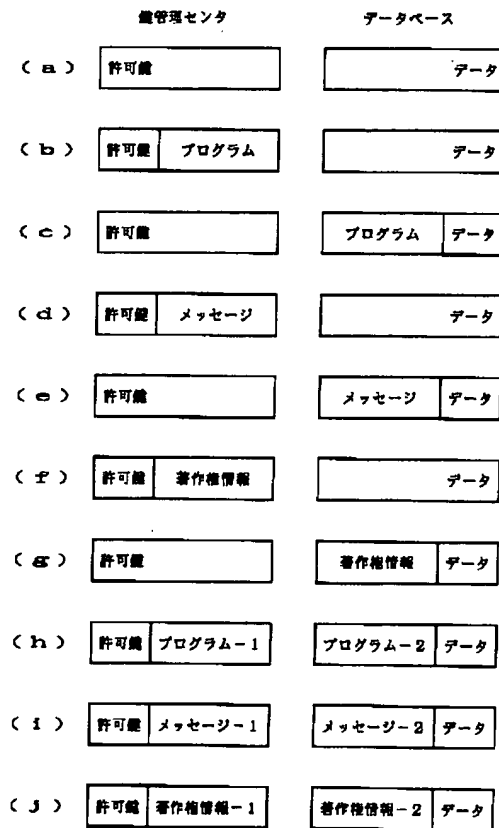 鍵管理センタ データベース
(a) 許可鍵 データ
(b) 許可鍵 プログラム データ
(c) 許可鍵 プログラム データ
(d) 許可鍵 メッセージ データ
(e) 許可鍵 メッセージ データ
(f) 許可鍵 著作権情報 データ
(g) 許可鍵 著作権情報 データ
(h) 許可鍵 プログラム-1 プログラム-2 データ
(i) 許可鍵 メッセージ-1 メッセージ-2 データ
(j) 許可鍵 著作権情報-1 著作権情報-2 データ